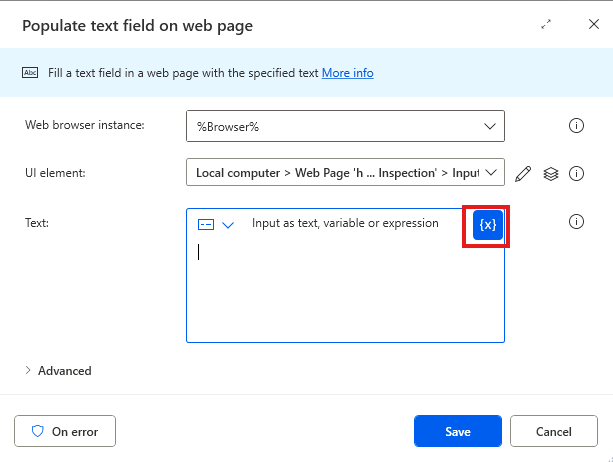 Populate text field on web page
Abc Fill a text field in a web page with the specified text More info
Web browser instance: %Browser%
UI element: Local computer > Web Page 'h ... Inspection' > Inpu
Text: Input as text, variable or expression {x}
Advanced
On error Save Cancel